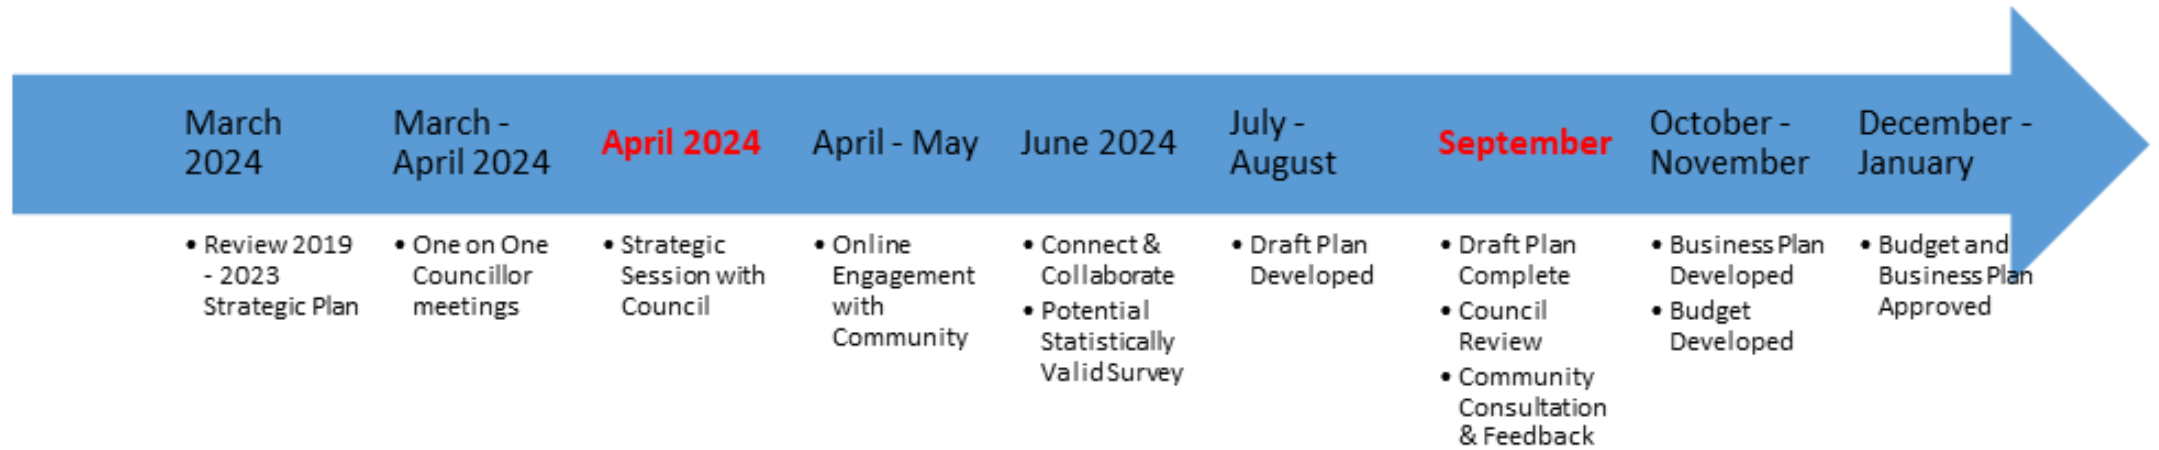 March
2024
March -
April 2024
April 2024
April - May
June 2024
July -
August
September
October -
November
December -
January
• Review 2019
- 2023
Strategic Plan
• One on One
Councillor
meetings
• Strategic
Session with
Council
• Online
Engagement
with
Community
• Connect &
Collaborate
• Potential
Statistically
Valid Survey
• Draft Plan
Developed
• Draft Plan
Complete
• Council
Review
• Community
Consultation
& Feedback
• Business Plan
Developed
• Budget
Developed
• Budget and
Business Plan
Approved